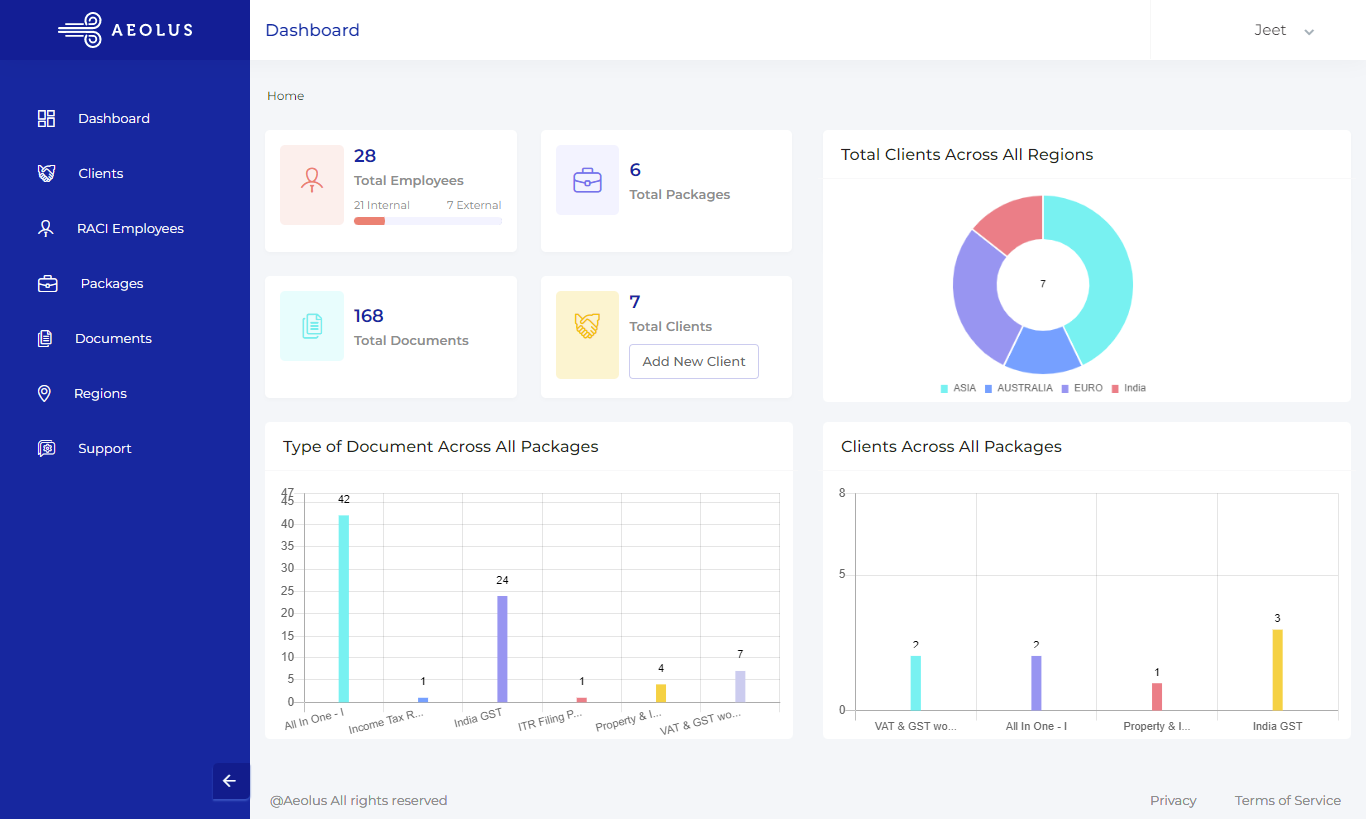 AEOLUS
Dashboard
Jeet
Dashboard
Clients
RACI Employees
Packages
Documents
Regions
Support
Home
28
Total Employees
21 Internal 7 External
6
Total Packages
168
Total Documents
7
Total Clients
Add New Client
Total Clients Across All Regions
7
ASIA AUSTRALIA EURO India
Type of Document Across All Packages
47
45
40
35
30
25
20
15
10
5
0
42
1
24
1
4
7
All In One - I
Income Tax R...
India GST
ITR Filing P...
Property & I...
VAT & GST wo...
Clients Across All Packages
8
5
0
2
2
1
3
VAT & GST wo...
All In One - I
Property & I...
India GST
@Aeolus All rights reserved
Privacy Terms of Service